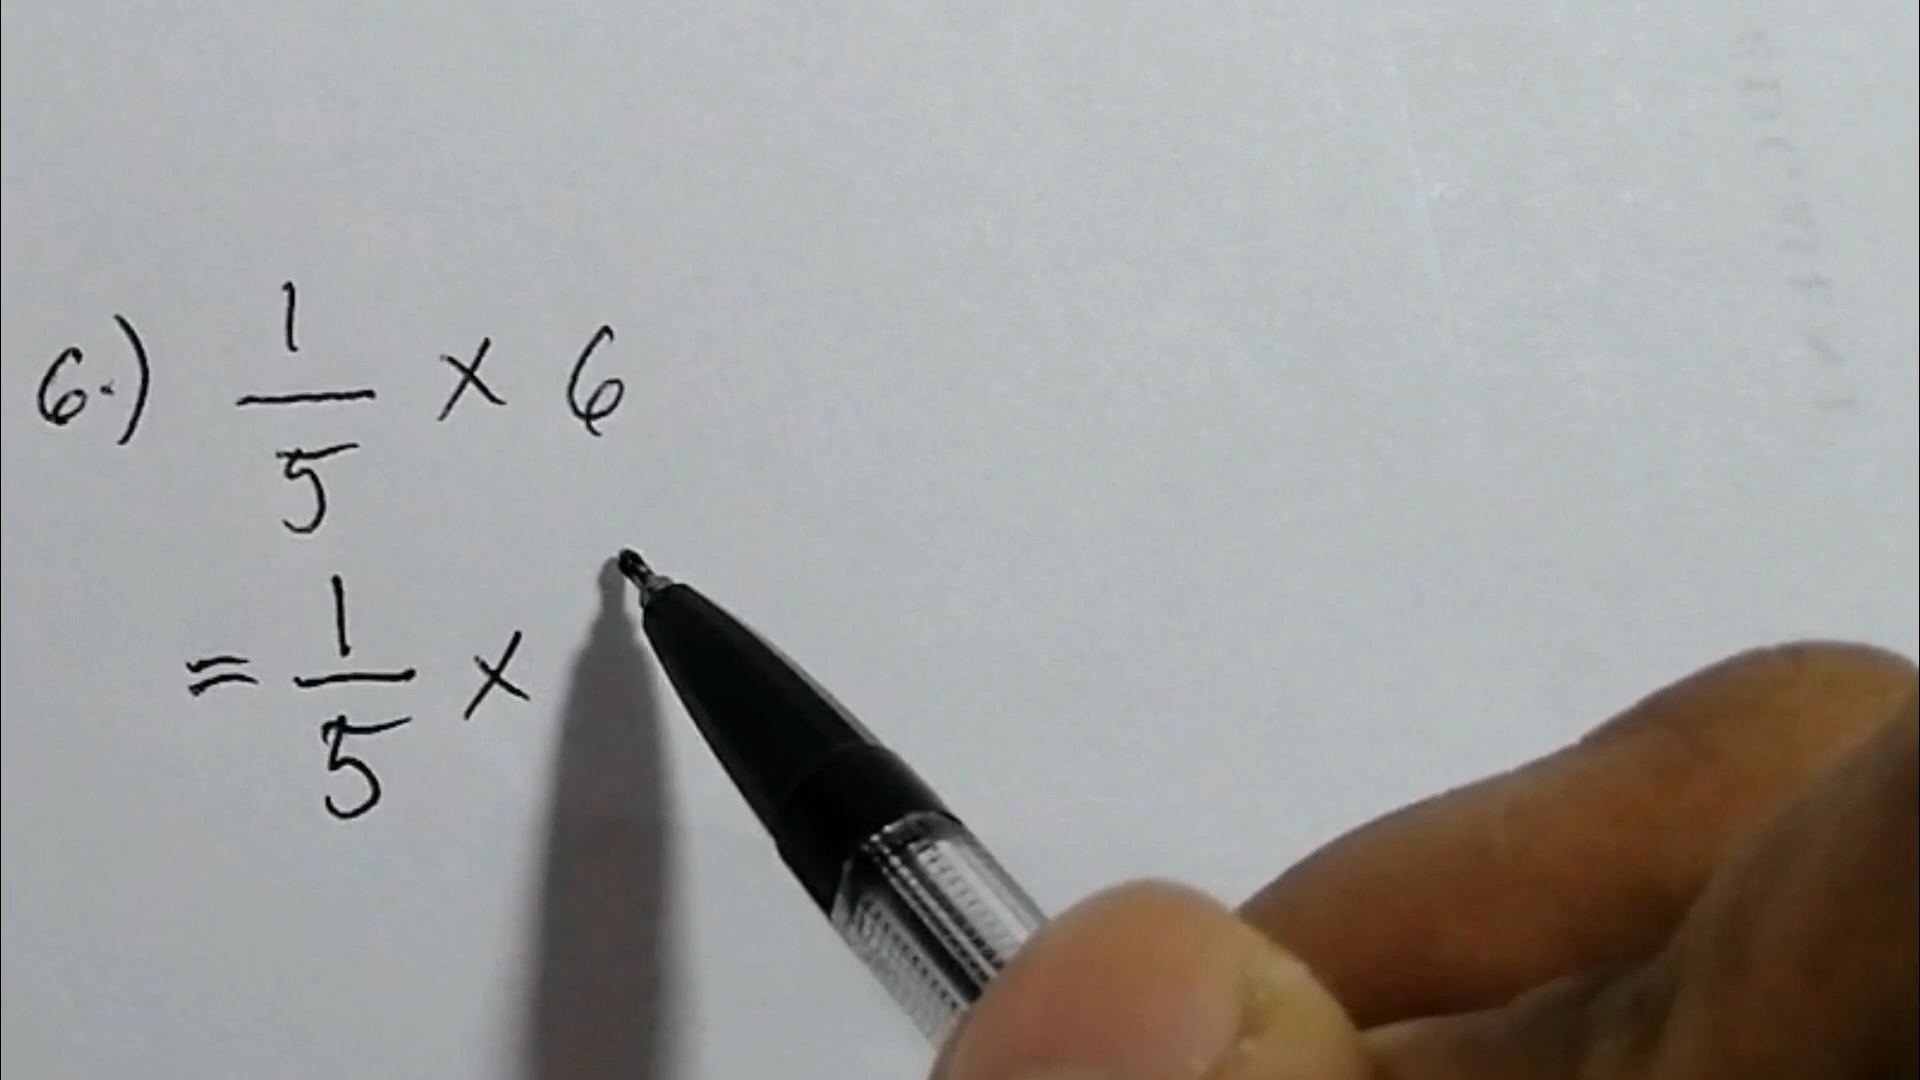 6.) 1/5 × 6
= 1/5 ×